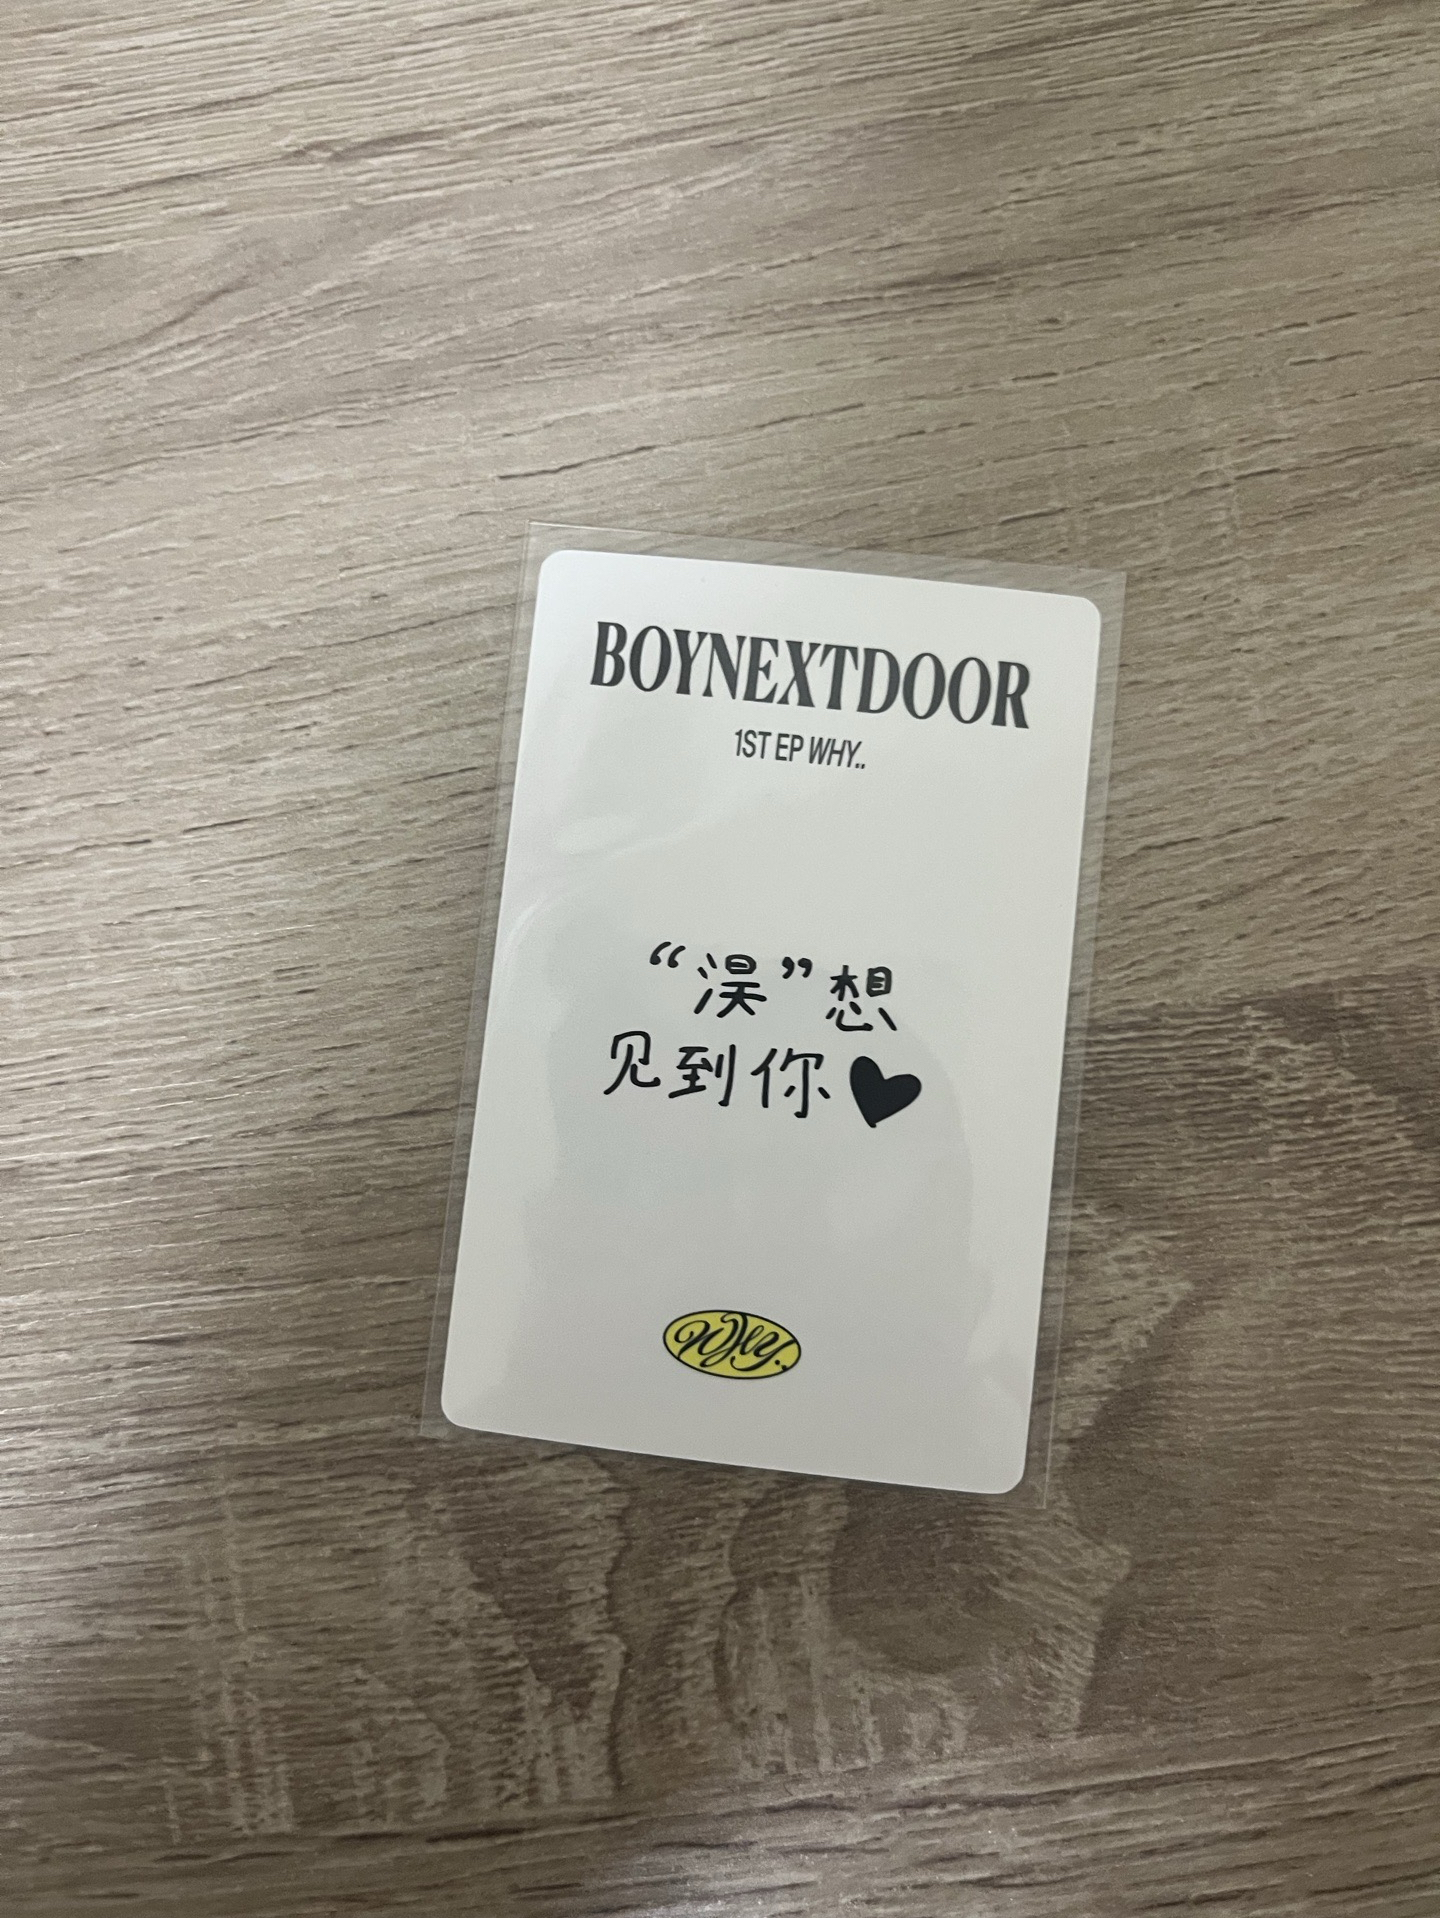 BOYNEXTDOOR
1ST EP WHY..
“淏”想
见到你♥
Why..